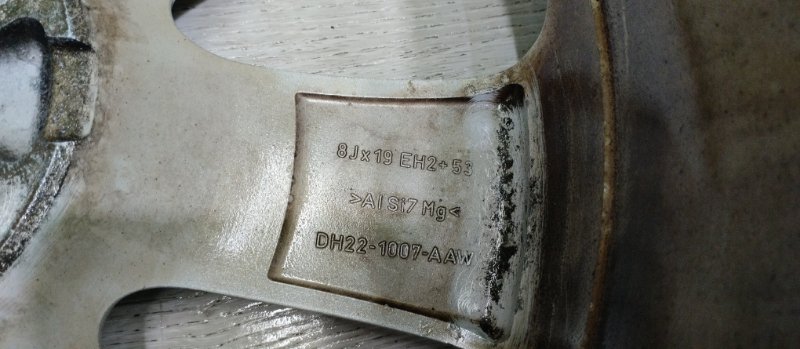 8Jx19 EH2+53
>AlSi7Mg<
DH22-1007-AAW